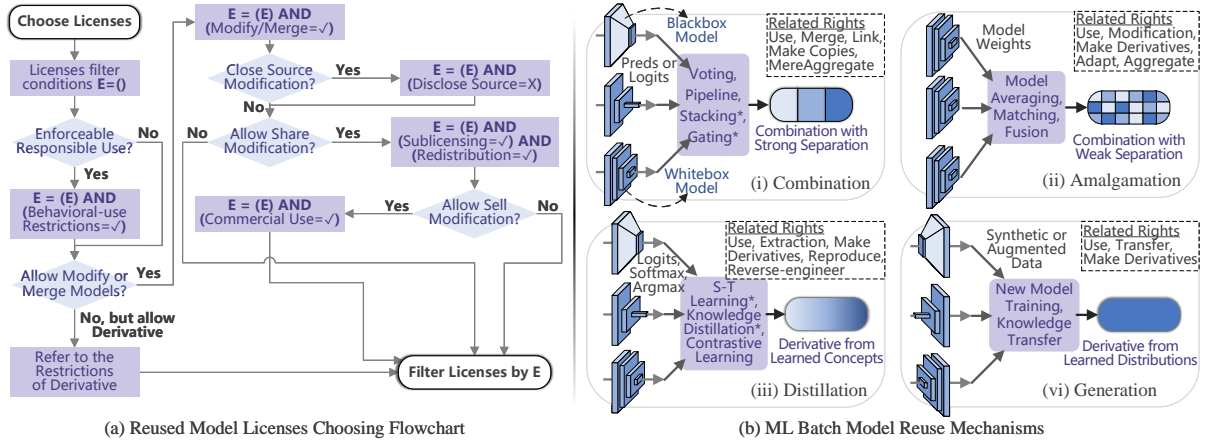 Choose Licenses
Licenses filter
conditions E=()
Enforceable
Responsible Use?
No
Yes
E = (E) AND
(Behavioral-use
Restrictions=✓)
Allow Modify or
Merge Models?
Yes
No, but allow
Derivative
Refer to the
Restrictions
of Derivative
E = (E) AND
(Modify/Merge=✓)
Close Source
Modification?
Yes
E = (E) AND
(Disclose Source=X)
No
No
Allow Share
Modification?
Yes
E = (E) AND
(Sublicensing=✓) AND
(Redistribution=✓)
E = (E) AND
(Commercial Use=✓)
Yes
Allow Sell
Modification?
No
Filter Licenses by E
(a) Reused Model Licenses Choosing Flowchart
Blackbox
Model
Preds or
Logits
Voting,
Pipeline,
Stacking*,
Gating*
Whitebox
Model
Related Rights
Use, Merge, Link,
Make Copies,
MereAggregate
Combination with
Strong Separation
(i) Combination
Model
Weights
Model
Averaging,
Matching,
Fusion
Related Rights
Use, Modification,
Make Derivatives,
Adapt, Aggregate
Combination with
Weak Separation
(ii) Amalgamation
Logits,
Softmax,
Argmax
S-T
Learning*,
Knowledge
Distillation*,
Contrastive
Learning
Related Rights
Use, Extraction, Make
Derivatives, Reproduce,
Reverse-engineer
Derivative from
Learned Concepts
(iii) Distillation
Synthetic or
Augmented
Data
New Model
Training,
Knowledge
Transfer
Related Rights
Use, Transfer,
Make Derivatives
Derivative from
Learned Distributions
(vi) Generation
(b) ML Batch Model Reuse Mechanisms